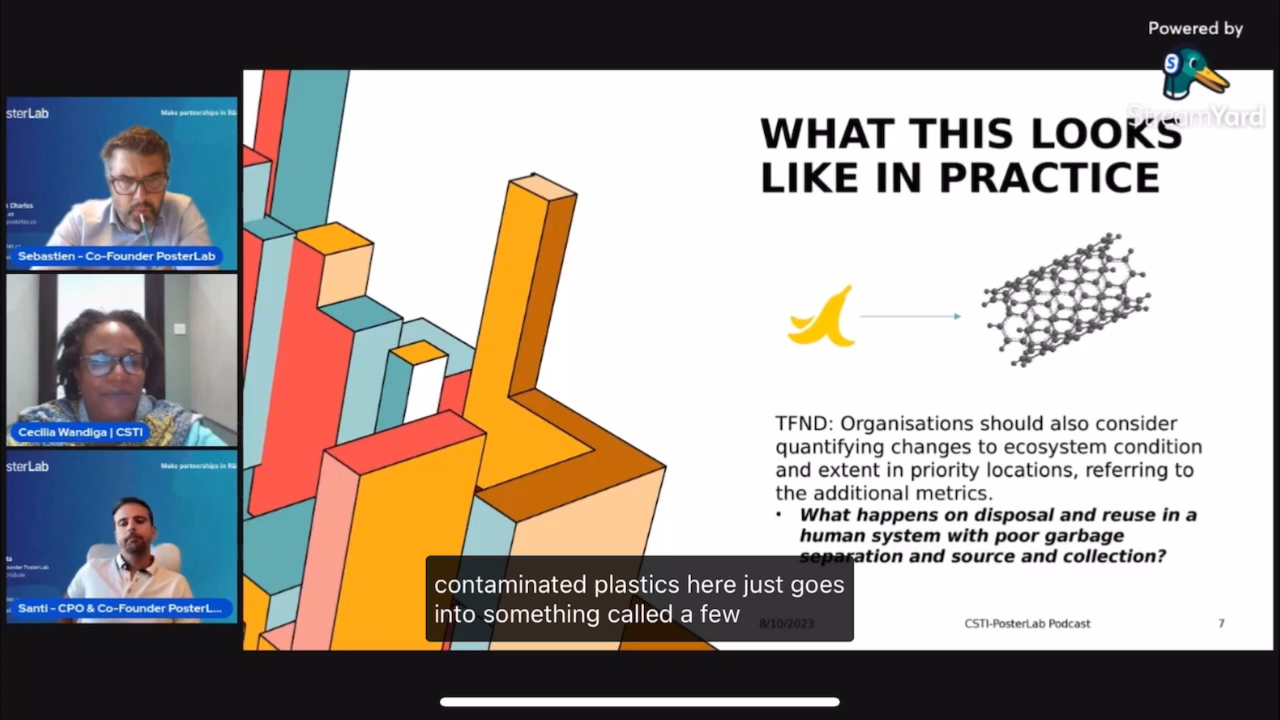 Powered by
StreamYard
sterLab
Make partnerships in R&
Charles
Sebastien - Co-Founder PosterLab
Cecilia Wandiga | CSTI
sterLab
Make partnerships in R&
Santi - CPO & Co-Founder PosterL...
WHAT THIS LOOKS
LIKE IN PRACTICE
TFND: Organisations should also consider
quantifying changes to ecosystem condition
and extent in priority locations, referring to
the additional metrics.
• What happens on disposal and reuse in a
human system with poor garbage
separation and source and collection?
contaminated plastics here just goes
into something called a few
8/10/2023
CSTI-PosterLab Podcast
7